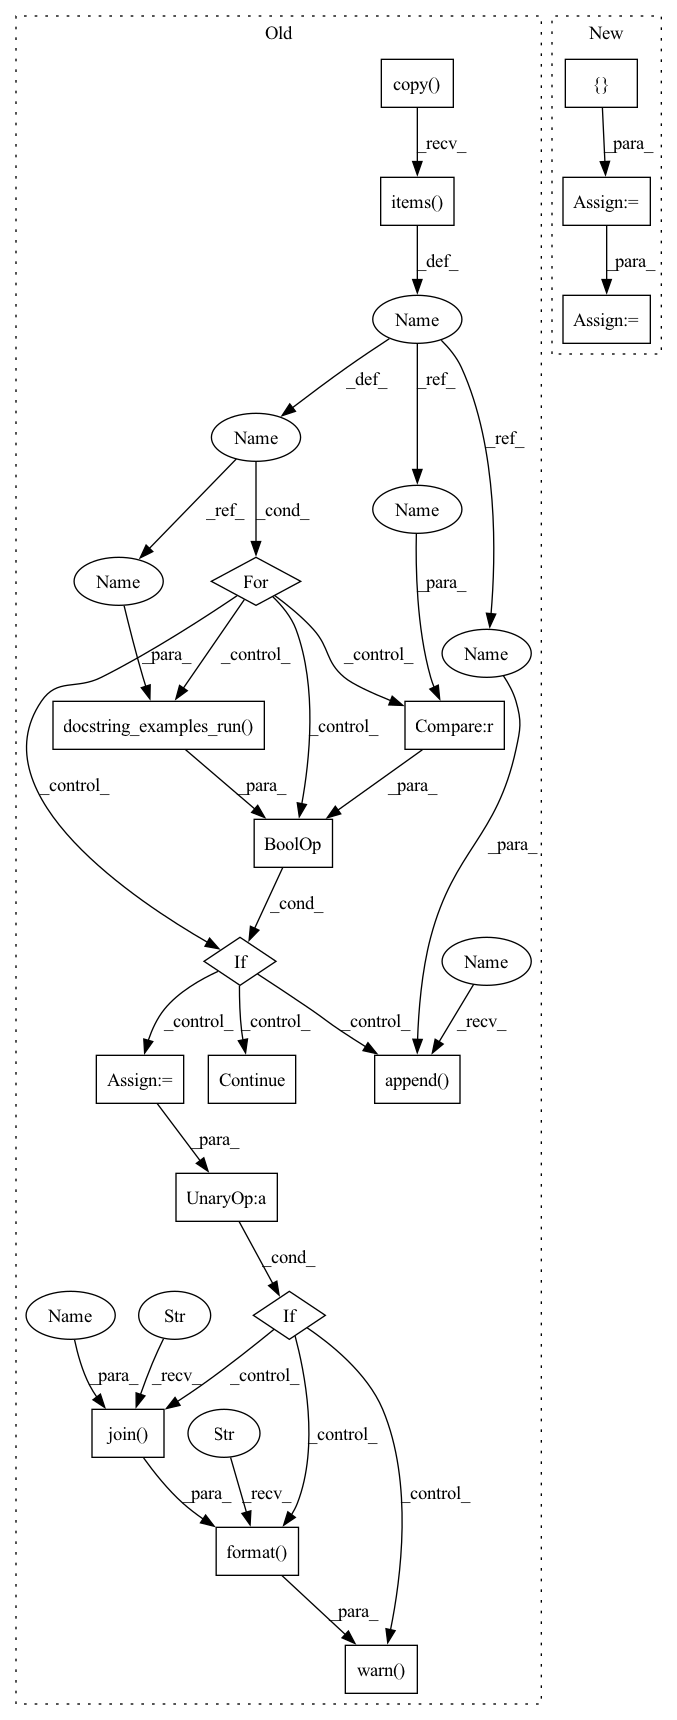 Old
New
copy()
{}
_recv_
_para_
items()
Assign:=
_def_
_para_
Name
Assign:=
_def_
_ref_
_ref_
Name
Name
_ref_
_cond_
Name
For
_para_
Name
_para_
_control_
_control_
docstring_examples_run()
Compare:r
_control_
_control_
_para_
_para_
BoolOp
_para_
_cond_
If
Name
_control_
_control_
_control_
_recv_
Assign:=
Continue
append()
_para_
UnaryOp:a
_cond_
Name
Str
If
_para_
_recv_
_control_
join()
Str
_control_
_para_
_recv_
_control_
format()
_para_
warn()